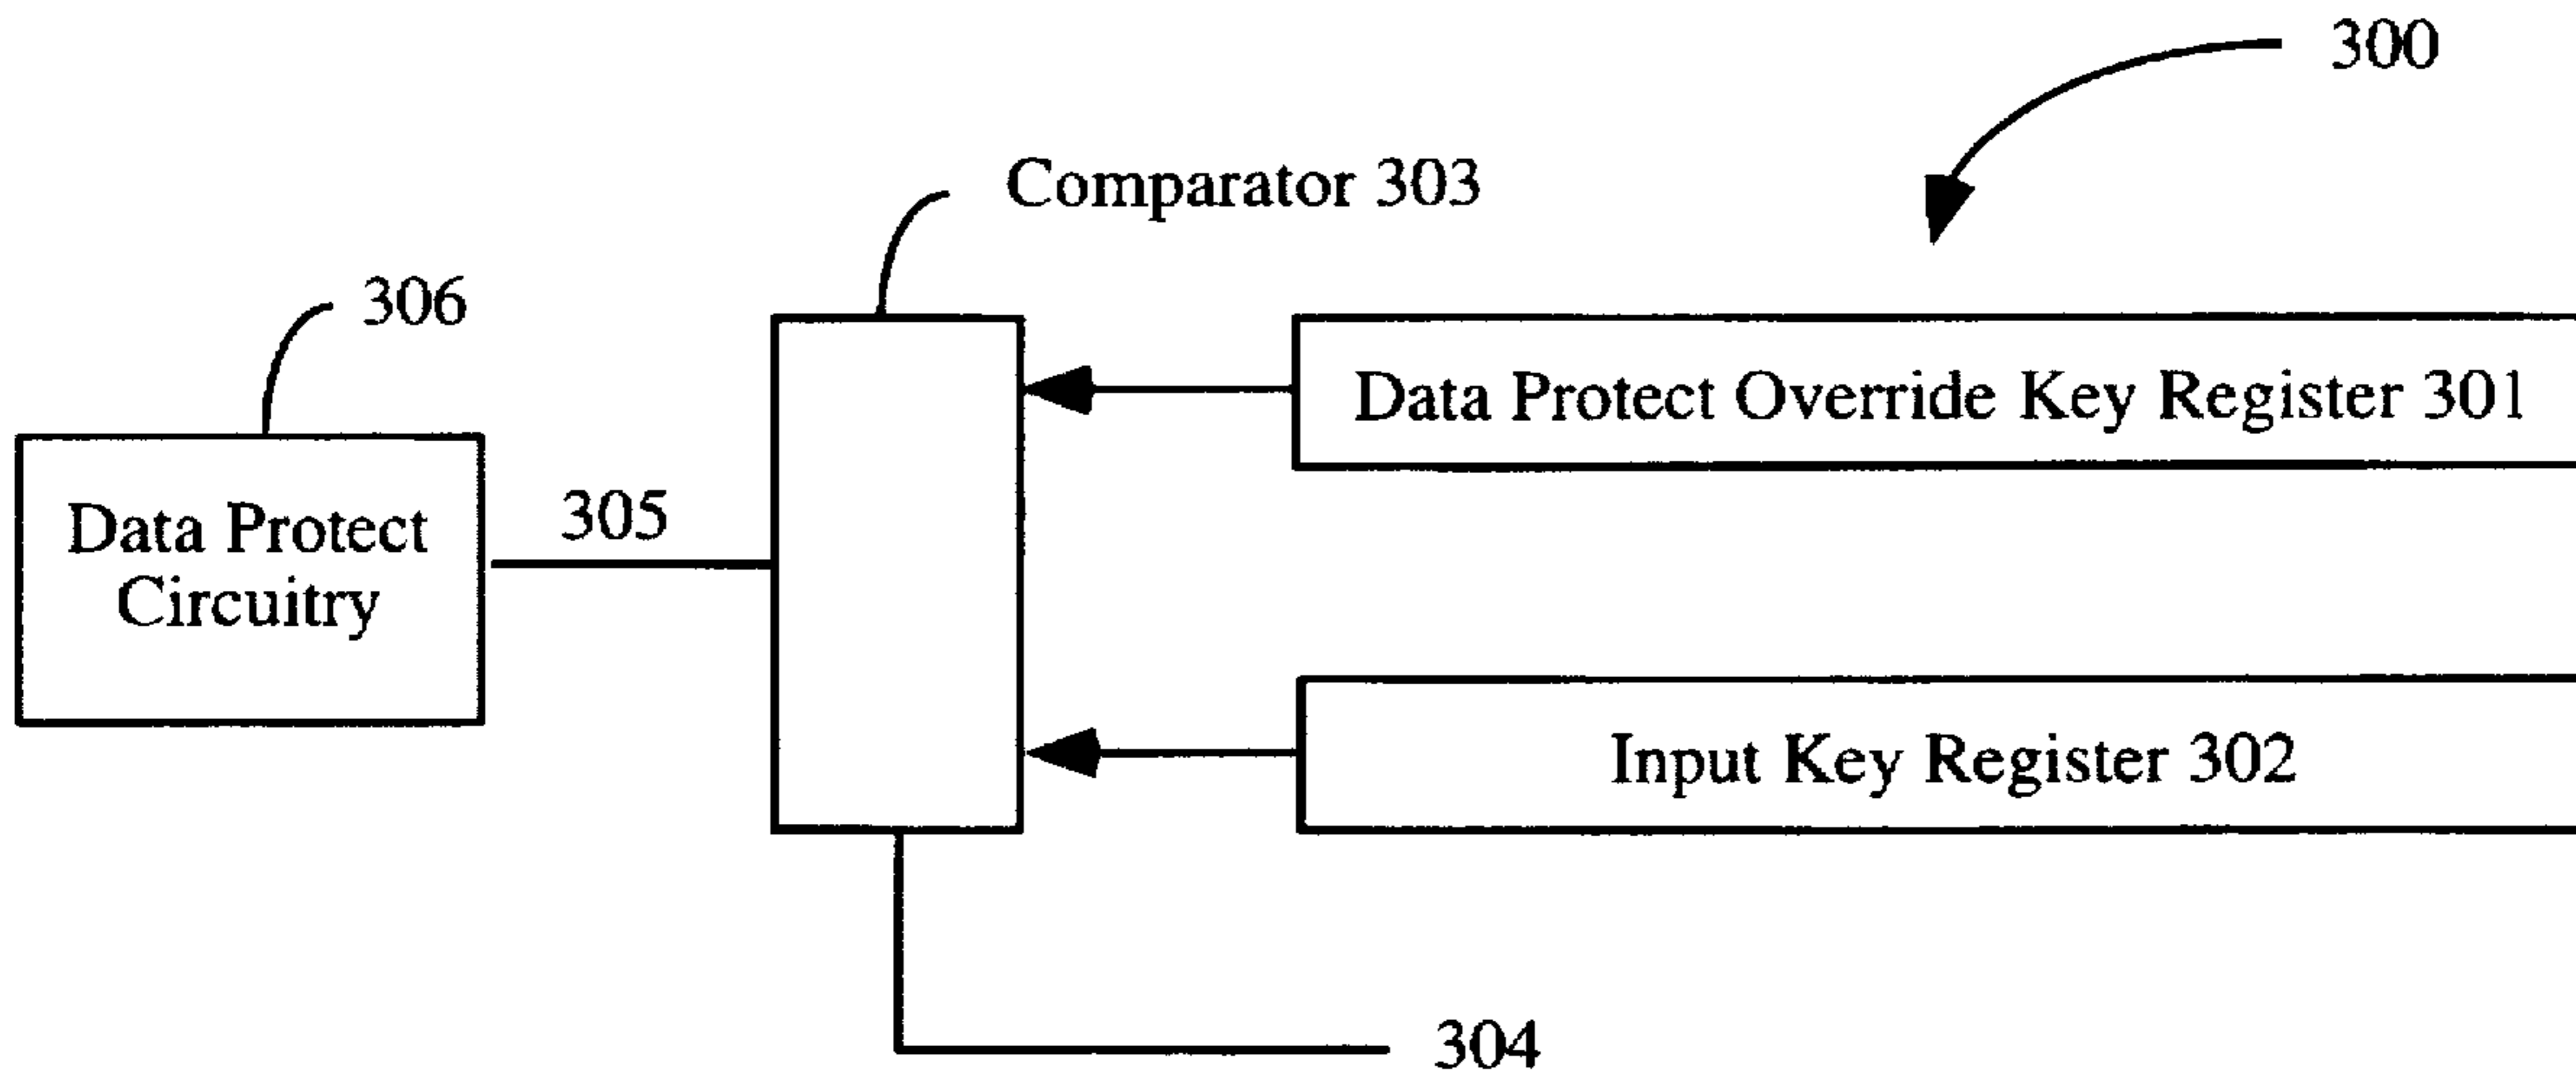 300
Comparator 303
306
Data Protect Override Key Register 301
305
Data Protect
Circuitry
Input Key Register 302
304